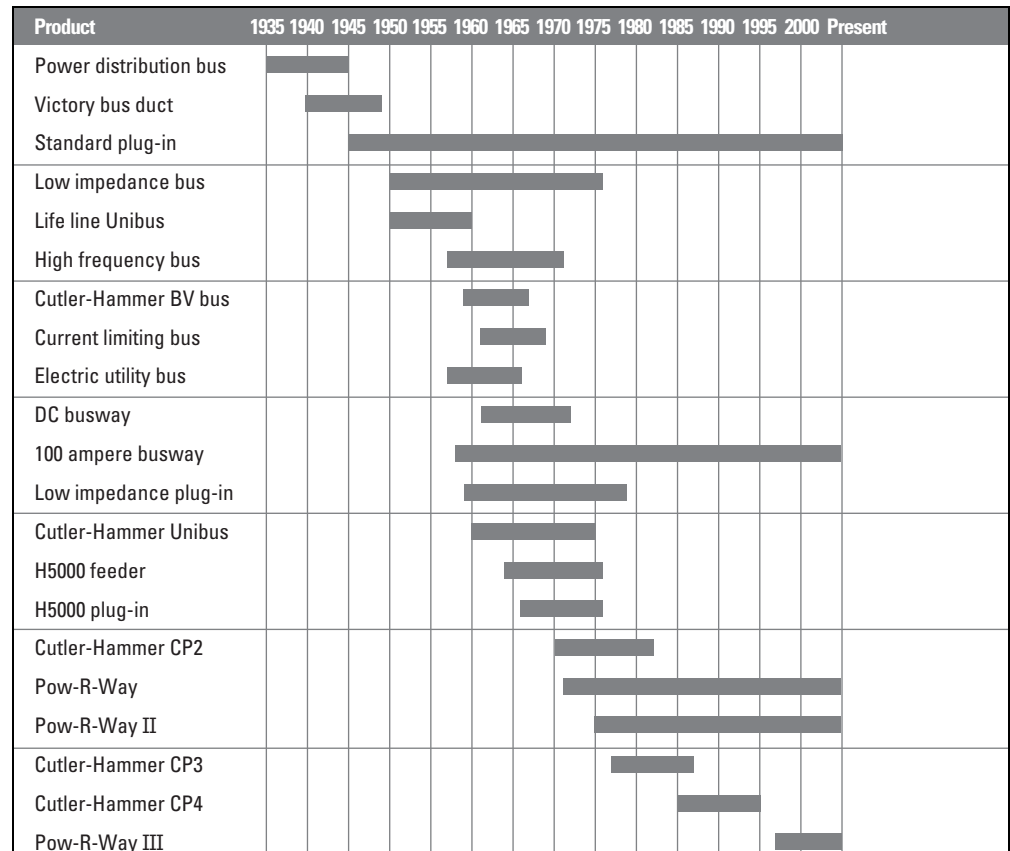 Product 1935 1940 1945 1950 1955 1960 1965 1970 1975 1980 1985 1990 1995 2000 Present
Power distribution bus
Victory bus duct
Standard plug-in
Low impedance bus
Life line Unibus
High frequency bus
Cutler-Hammer BV bus
Current limiting bus
Electric utility bus
DC busway
100 ampere busway
Low impedance plug-in
Cutler-Hammer Unibus
H5000 feeder
H5000 plug-in
Cutler-Hammer CP2
Pow-R-Way
Pow-R-Way II
Cutler-Hammer CP3
Cutler-Hammer CP4
Pow-R-Way III